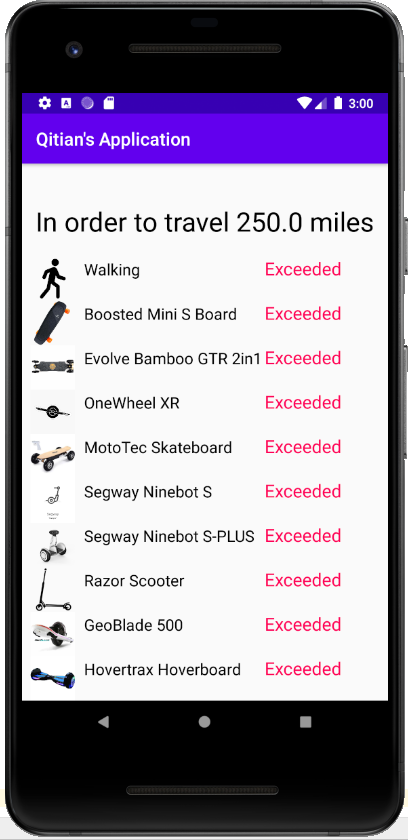 3:00
Qitian's Application
In order to travel 250.0 miles
Walking Exceeded
Boosted Mini S Board Exceeded
Evolve Bamboo GTR 2in1 Exceeded
OneWheel XR Exceeded
MotoTec Skateboard Exceeded
Segway Ninebot S Exceeded
Segway Ninebot S-PLUS Exceeded
Razor Scooter Exceeded
GeoBlade 500 Exceeded
Hovertrax Hoverboard Exceeded